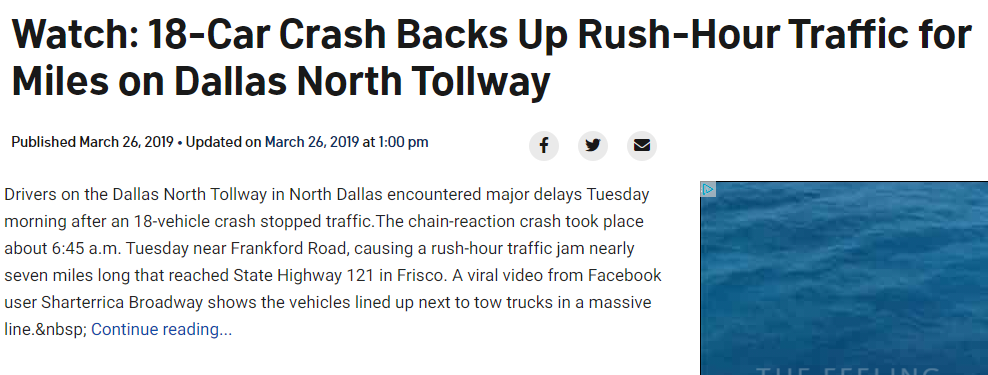 Watch: 18-Car Crash Backs Up Rush-Hour Traffic for
Miles on Dallas North Tollway
Published March 26, 2019 • Updated on March 26, 2019 at 1:00 pm
Drivers on the Dallas North Tollway in North Dallas encountered major delays Tuesday
morning after an 18-vehicle crash stopped traffic.The chain-reaction crash took place
about 6:45 a.m. Tuesday near Frankford Road, causing a rush-hour traffic jam nearly
seven miles long that reached State Highway 121 in Frisco. A viral video from Facebook
user Sharterrica Broadway shows the vehicles lined up next to tow trucks in a massive
line.&nbsp; Continue reading...
THE FEELING